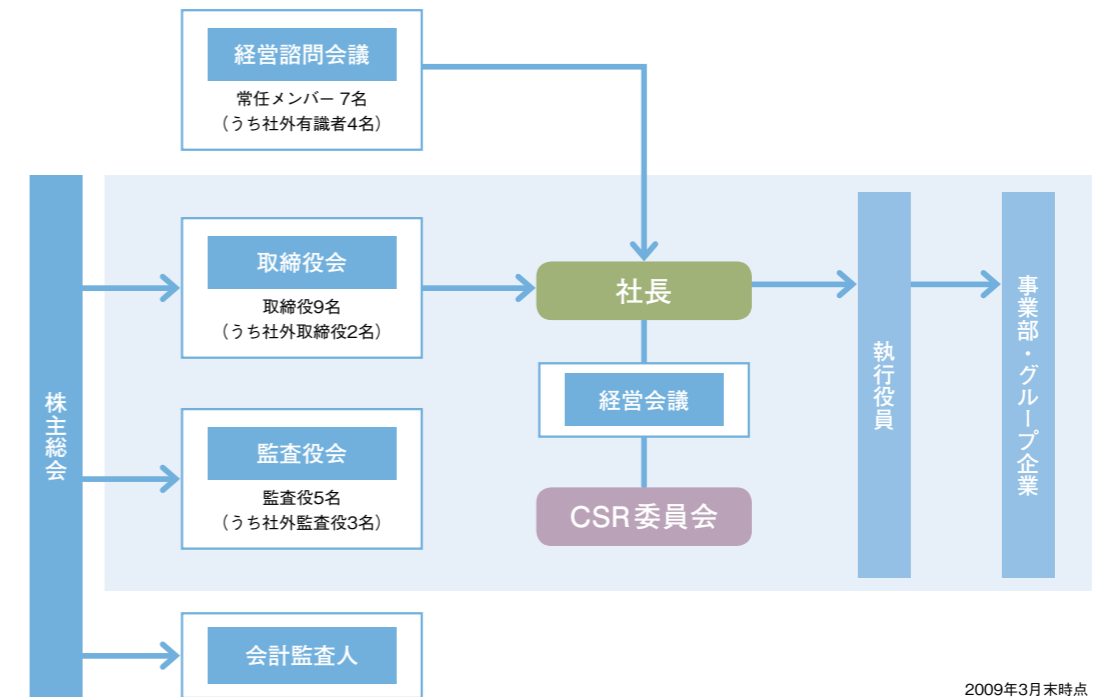 経営諮問会議
常任メンバー 7名
（うち社外有識者4名）
株主総会
取締役会
取締役9名
（うち社外取締役2名）
社長
執行役員
事業部・グループ企業
経営会議
監査役会
監査役5名
（うち社外監査役3名）
CSR委員会
会計監査人
2009年3月末時点